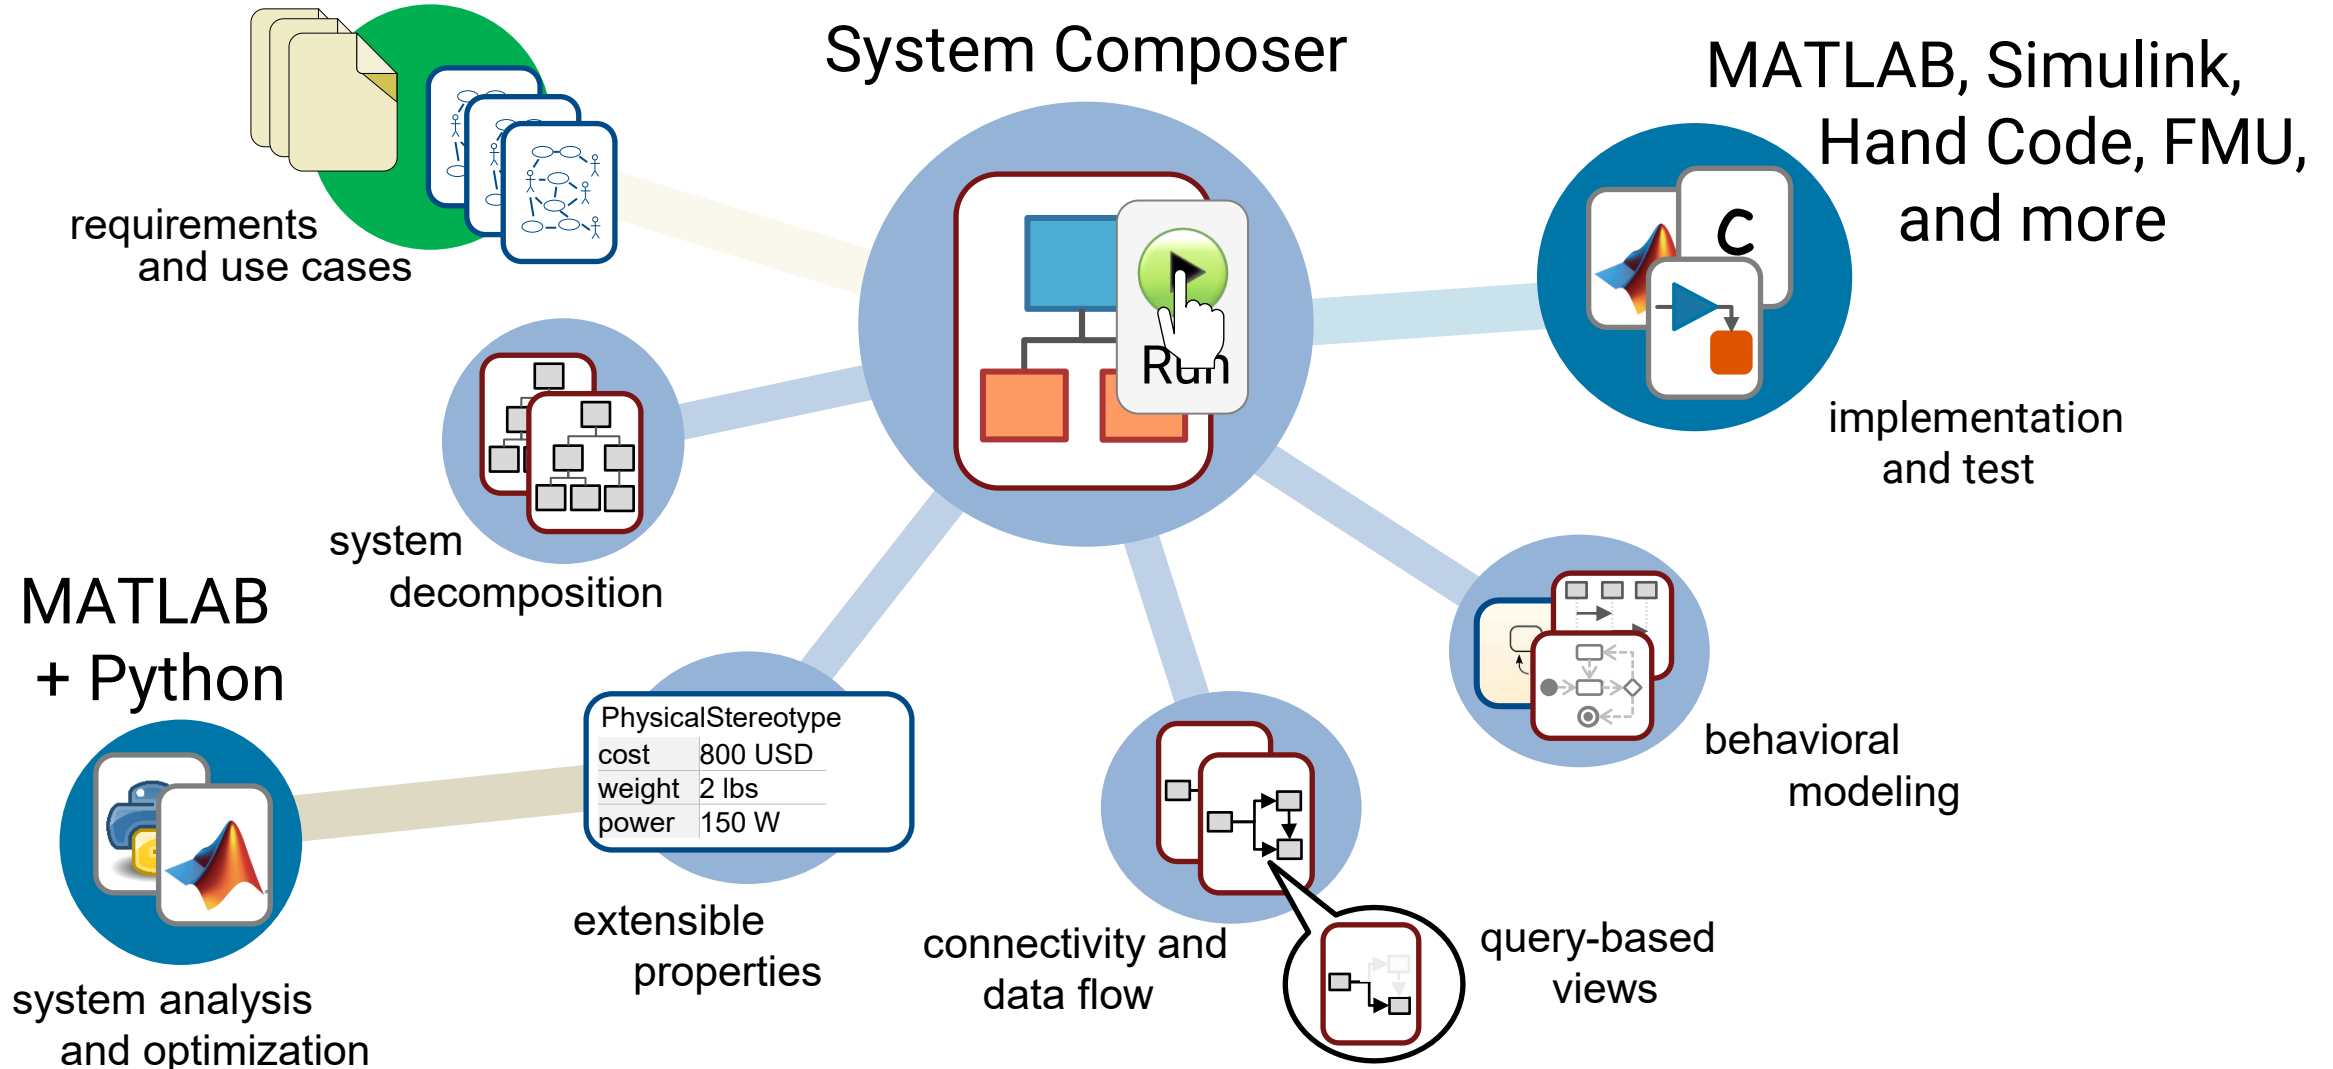 System Composer
MATLAB, Simulink,
Hand Code, FMU,
and more
C
Run
requirements
and use cases
implementation
and test
system
decomposition
MATLAB
+ Python
PhysicalStereotype
cost 800 USD
weight 2 lbs
power 150 W
behavioral
modeling
extensible
properties
connectivity and
data flow
query-based
views
system analysis
and optimization